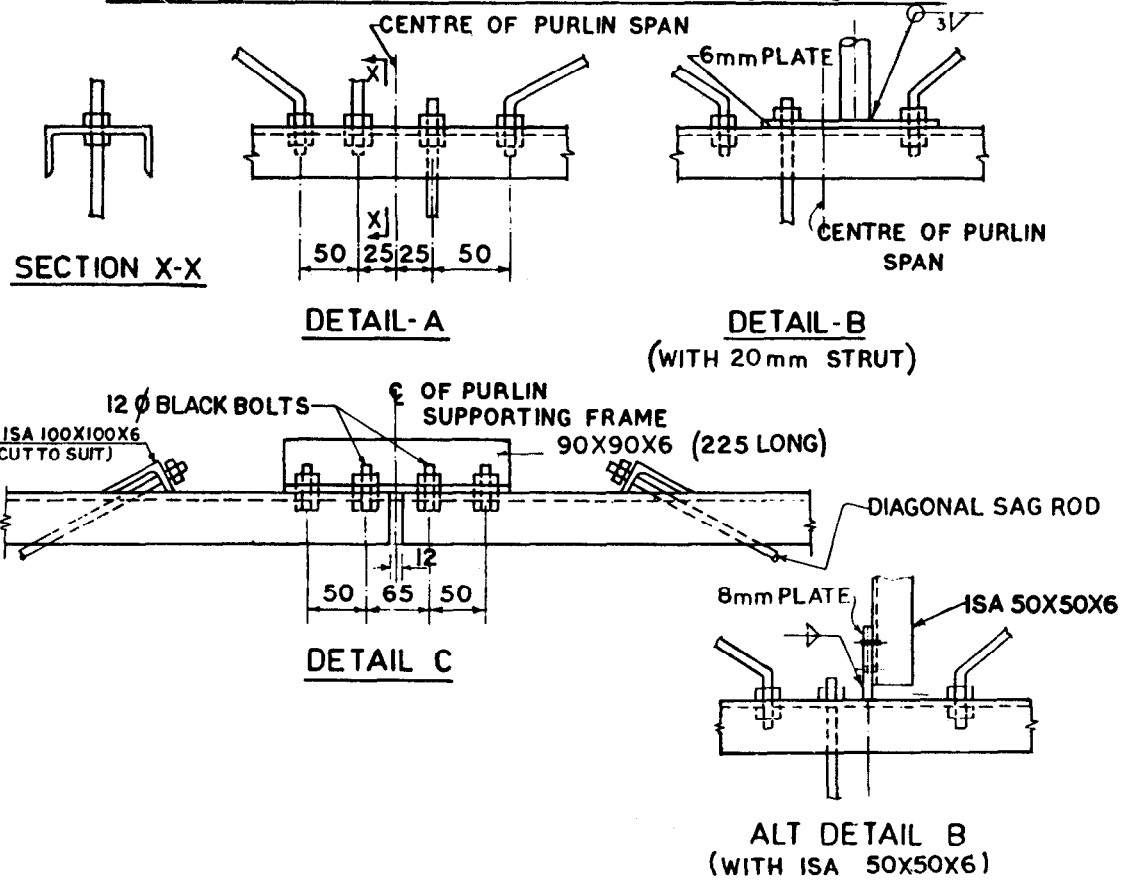 CENTRE OF PURLIN SPAN
3
6mm PLATE
X
X
50 25 25 50
CENTRE OF PURLIN
SPAN
SECTION X-X
DETAIL-A
DETAIL-B
(WITH 20mm STRUT)
12 ϕ BLACK BOLTS
℄ OF PURLIN
SUPPORTING FRAME
ISA 100X100X6
CUT TO SUIT)
90X90X6 (225 LONG)
DIAGONAL SAG ROD
12
50 65 50
DETAIL C
8mm PLATE
ISA 50X50X6
ALT DETAIL B
(WITH ISA 50X50X6)